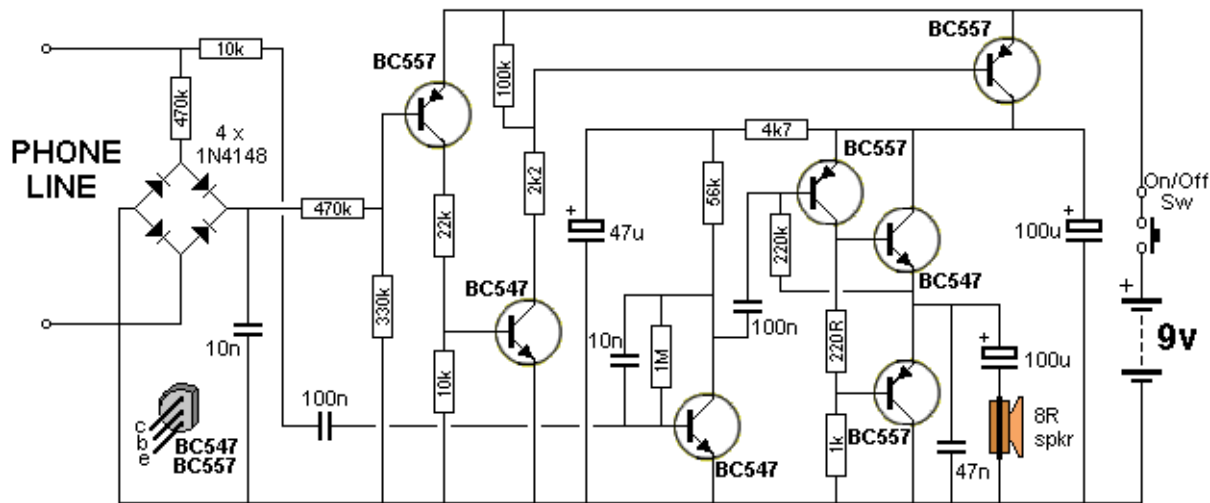 10k
BC557
BC557
470k
100k
4 x
1N4148
PHONE
LINE
4k7
BC557
2k2
56k
On/Off
Sw
470k
22k
+
47u
220k
+
100u
BC547
+
9v
330k
BC547
100n
10n
10n
1M
220R
+
100u
10k
100n
c
b
e
BC547
BC557
8R
spkr
BC557
1k
BC547
47n